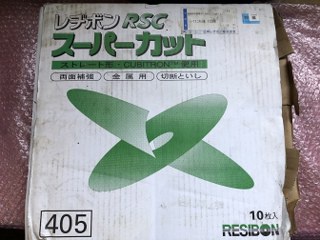 レヂボン RSC
スーパーカット
ストレート形・CUBITRON™使用
両面補強 金属用 切断といし
405
10枚入
RESIBON